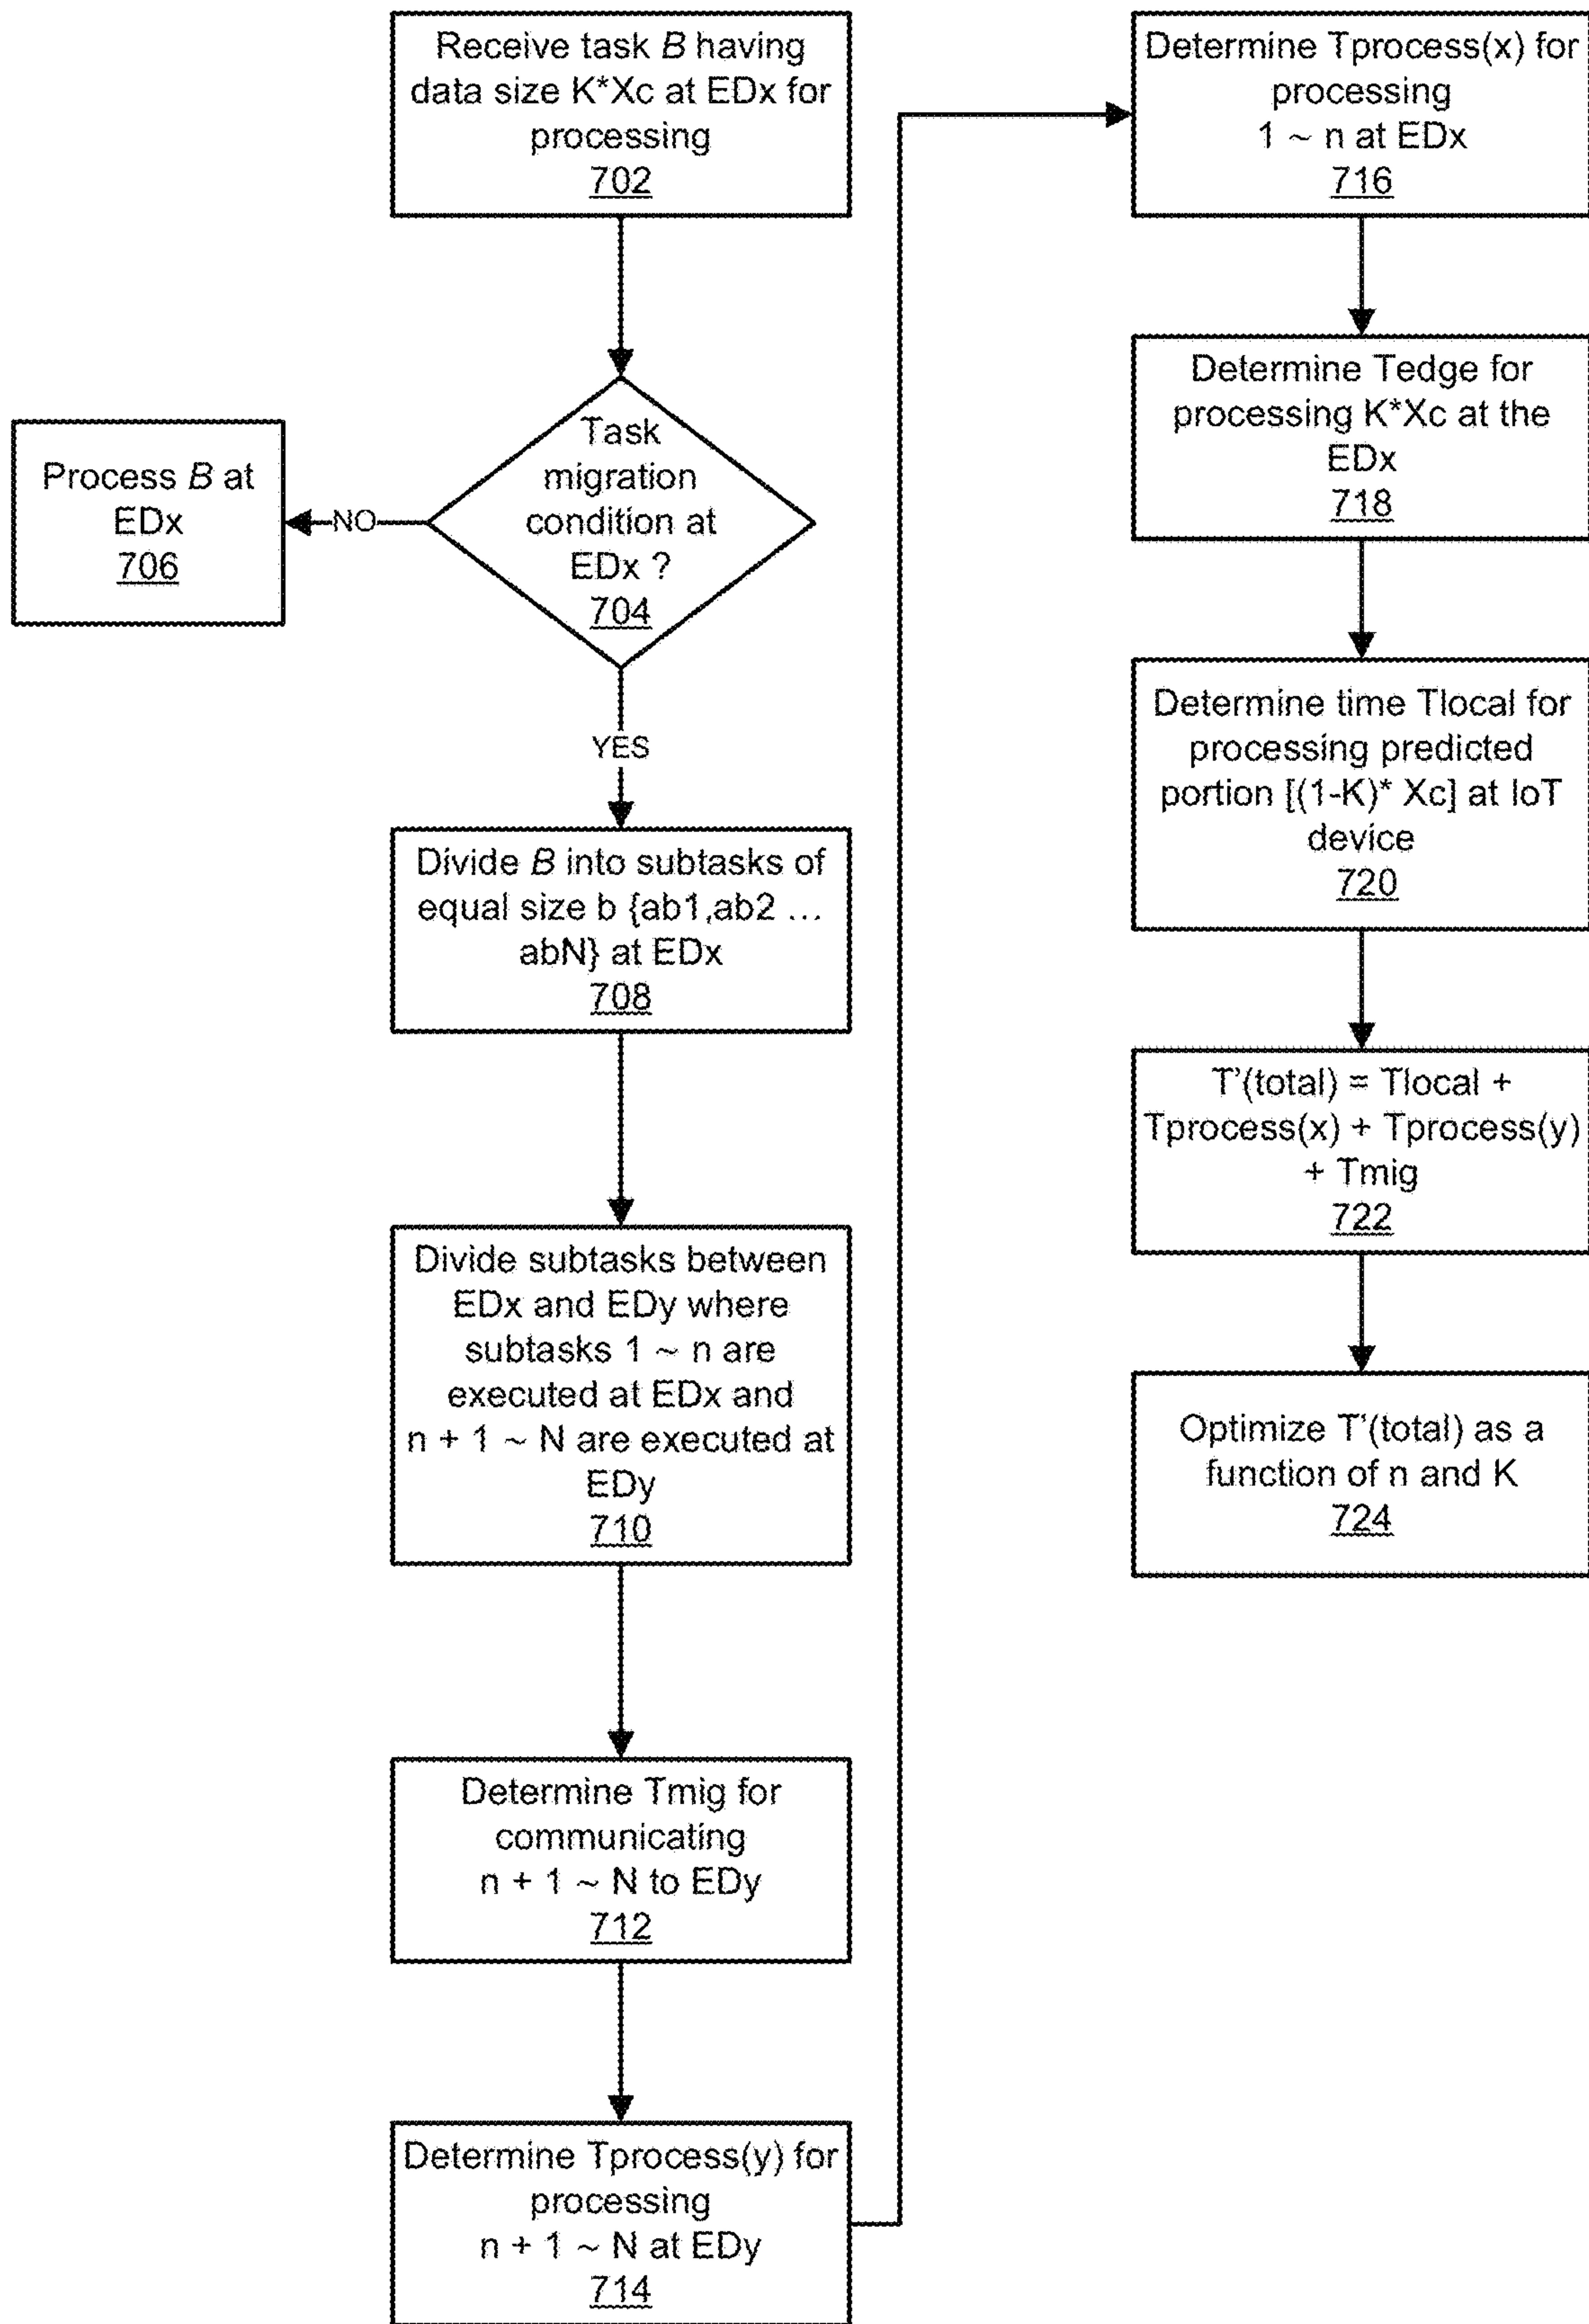 Receive task B having
data size K*Xc at EDx for
processing
702
Task
migration
condition at
EDx ?
704
NO
Process B at
EDx
706
YES
Divide B into subtasks of
equal size b {ab1,ab2 ...
abN} at EDx
708
Divide subtasks between
EDx and EDy where
subtasks 1 ~ n are
executed at EDx and
n + 1 ~ N are executed at
EDy
710
Determine Tmig for
communicating
n + 1 ~ N to EDy
712
Determine Tprocess(y) for
processing
n + 1 ~ N at EDy
714
Determine Tprocess(x) for
processing
1 ~ n at EDx
716
Determine Tedge for
processing K*Xc at the
EDx
718
Determine time Tlocal for
processing predicted
portion [(1-K)* Xc] at IoT
device
720
T'(total) = Tlocal +
Tprocess(x) + Tprocess(y)
+ Tmig
722
Optimize T'(total) as a
function of n and K
724